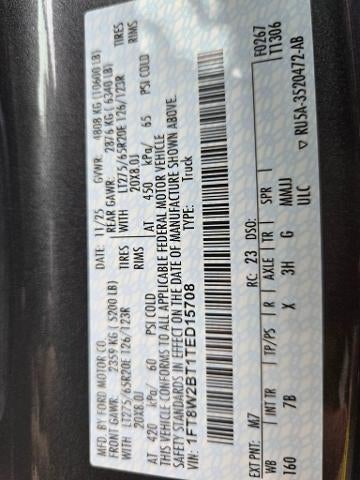 MFD. BY FORD MOTOR CO.
DATE: 11/25 GVWR: 4808 KG (10600 LB)
FRONT GAWR: 2359 KG (5200 LB) REAR GAWR: 2876 KG (6340 LB)
WITH LT275/65R20E 126/123R TIRES WITH LT275/65R20E 126/123R TIRES
20X8.0J RIMS 20X8.0J RIMS
AT 420 kPa/ 60 PSI COLD AT 450 kPa/ 65 PSI COLD
THIS VEHICLE CONFORMS TO ALL APPLICABLE FEDERAL MOTOR VEHICLE
SAFETY STANDARDS IN EFFECT ON THE DATE OF MANUFACTURE SHOWN ABOVE.
VIN: 1FT8W2BT1TED15708 TYPE: Truck
F0267
T1306
EXT PNT: M7 RC: 23 DSO:
WB INT TR TP/PS R AXLE TR SPR
160 7B X 3H G MMJJ
ULC
▽ RU5A-3520472-AB